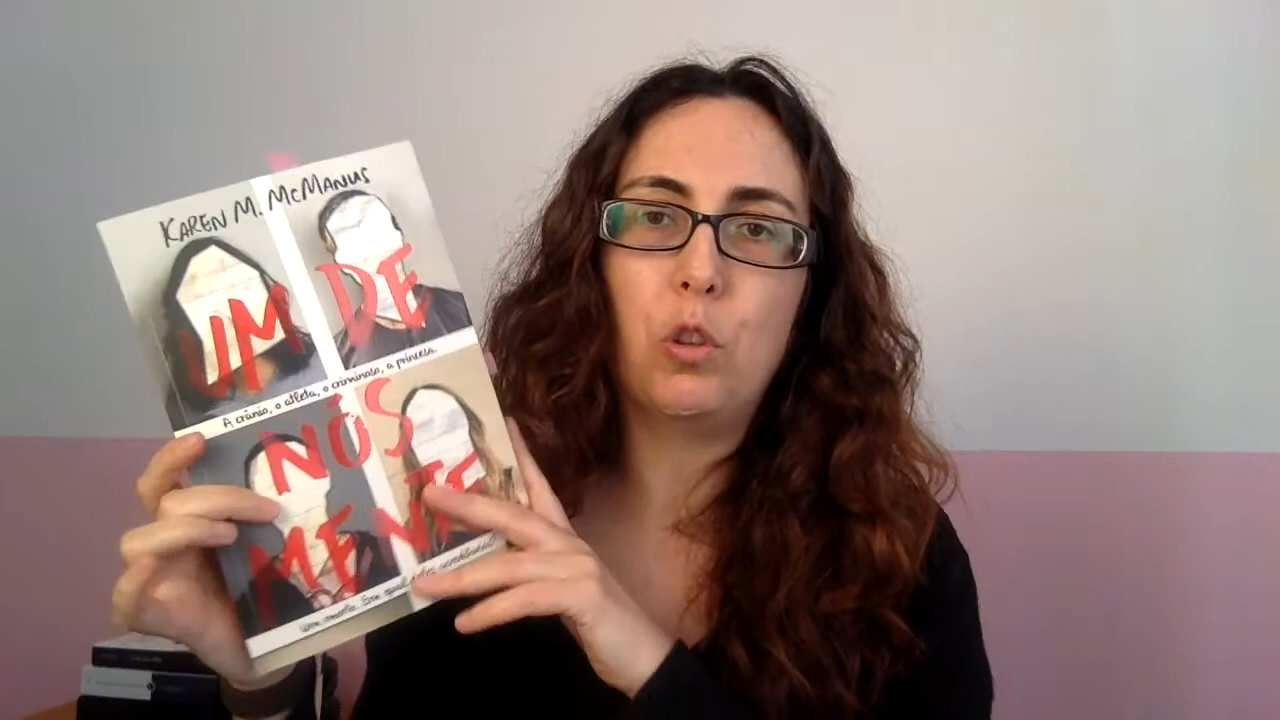 KAREN M. MCMANUS
UM DE
A crânio, o atleta, o criminoso, a princesa.
NÓS
MENTE